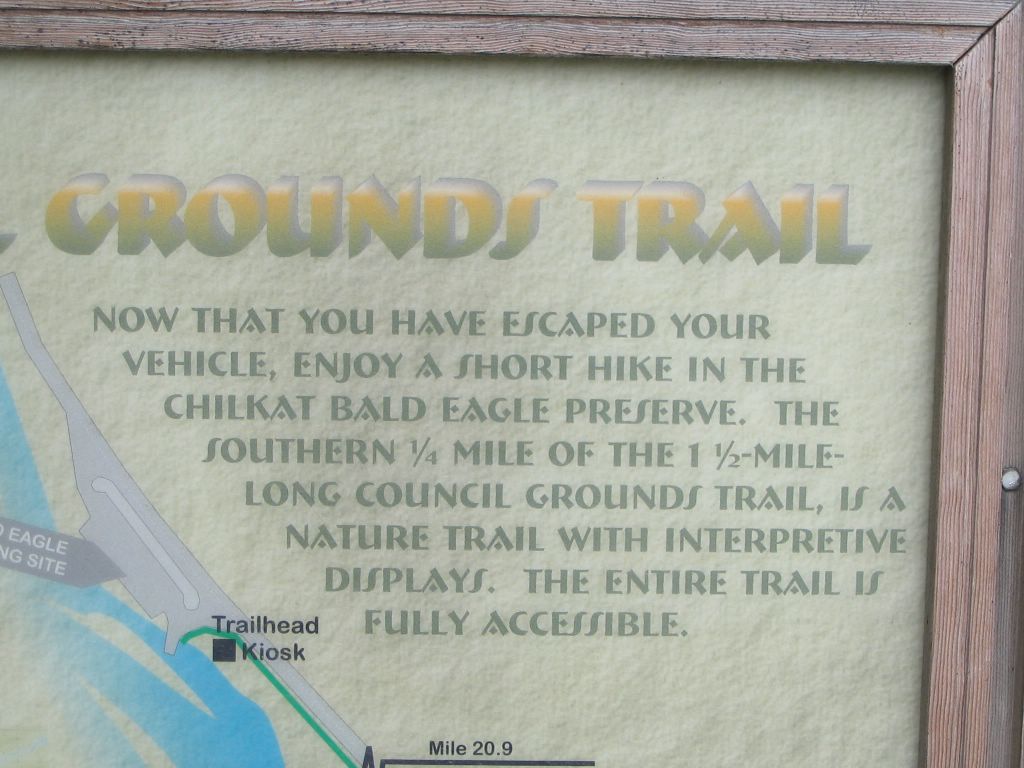 GROUNDS TRAIL
NOW THAT YOU HAVE ESCAPED YOUR
VEHICLE, ENJOY A SHORT HIKE IN THE
CHILKAT BALD EAGLE PRESERVE. THE
SOUTHERN ¼ MILE OF THE 1 ½-MILE-
LONG COUNCIL GROUNDS TRAIL, IS A
NATURE TRAIL WITH INTERPRETIVE
DISPLAYS. THE ENTIRE TRAIL IS
FULLY ACCESSIBLE.
EAGLE
SITE
Trailhead
Kiosk
Mile 20.9